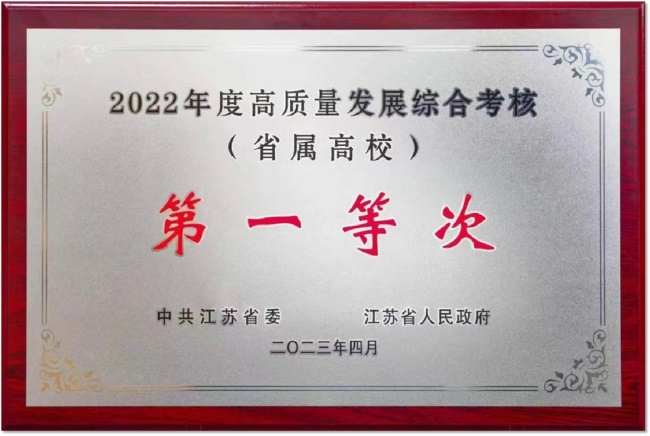 2022年度高质量发展综合考核
（省属高校）
第一等次
中共江苏省委 江苏省人民政府
二〇二三年四月